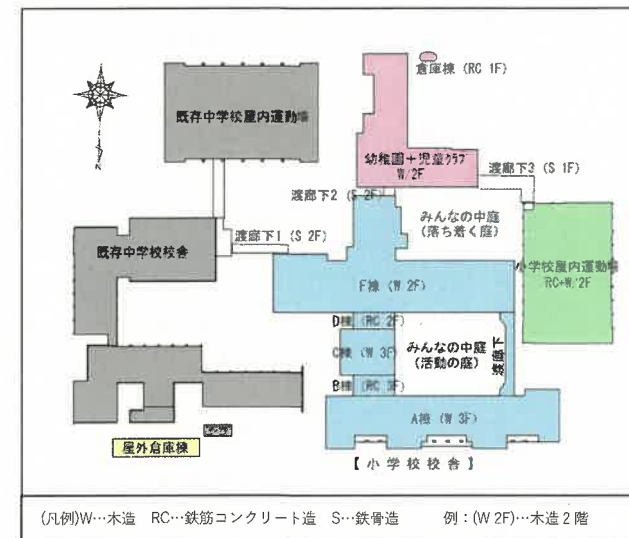 倉庫棟 (RC 1F)
既存中学校屋内運動場
幼稚園+児童クラブ
W/2F
渡廊下3 (S 1F)
渡廊下2 (S 2F)
みんなの中庭
(落ち着く庭)
渡廊下1 (S 2F)
既存中学校校舎
小学校屋内運動場
RC+W/2F
F棟 (W 2F)
D棟 (RC 2F)
C棟 (W 3F)
みんなの中庭
(活動の庭)
渡廊下
B棟 (RC 3F)
A棟 (W 3F)
屋外倉庫棟
【小学校校舎】
(凡例)W…木造 RC…鉄筋コンクリート造 S…鉄骨造 例:(W 2F)…木造2階